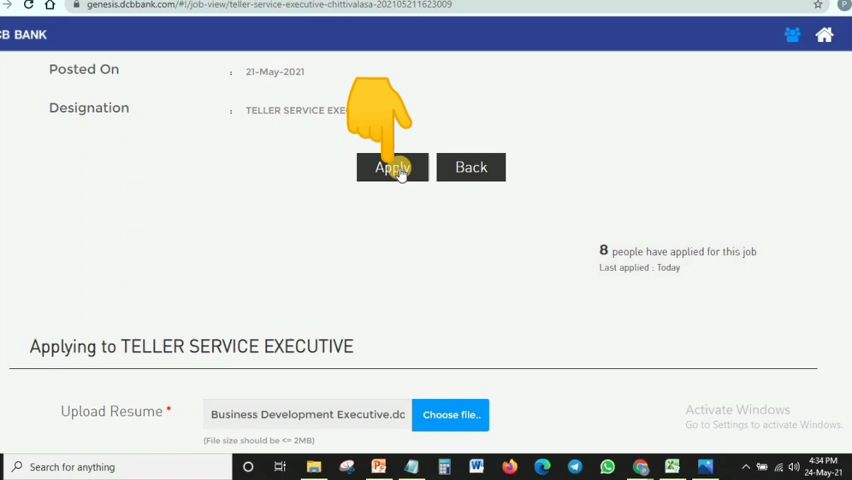 genesis.dcbbank.com/#!/job-view/teller-service-executive-chittivalasa-202105211623009
CB BANK
Posted On : 21-May-2021
Designation : TELLER SERVICE EXE
Apply Back
8 people have applied for this job
Last applied : Today
Applying to TELLER SERVICE EXECUTIVE
Upload Resume * Business Development Executive.do Choose file..
(File size should be <= 2MB)
Activate Windows
Go to Settings to activate Windows.
Search for anything
4:34 PM
24-May-21